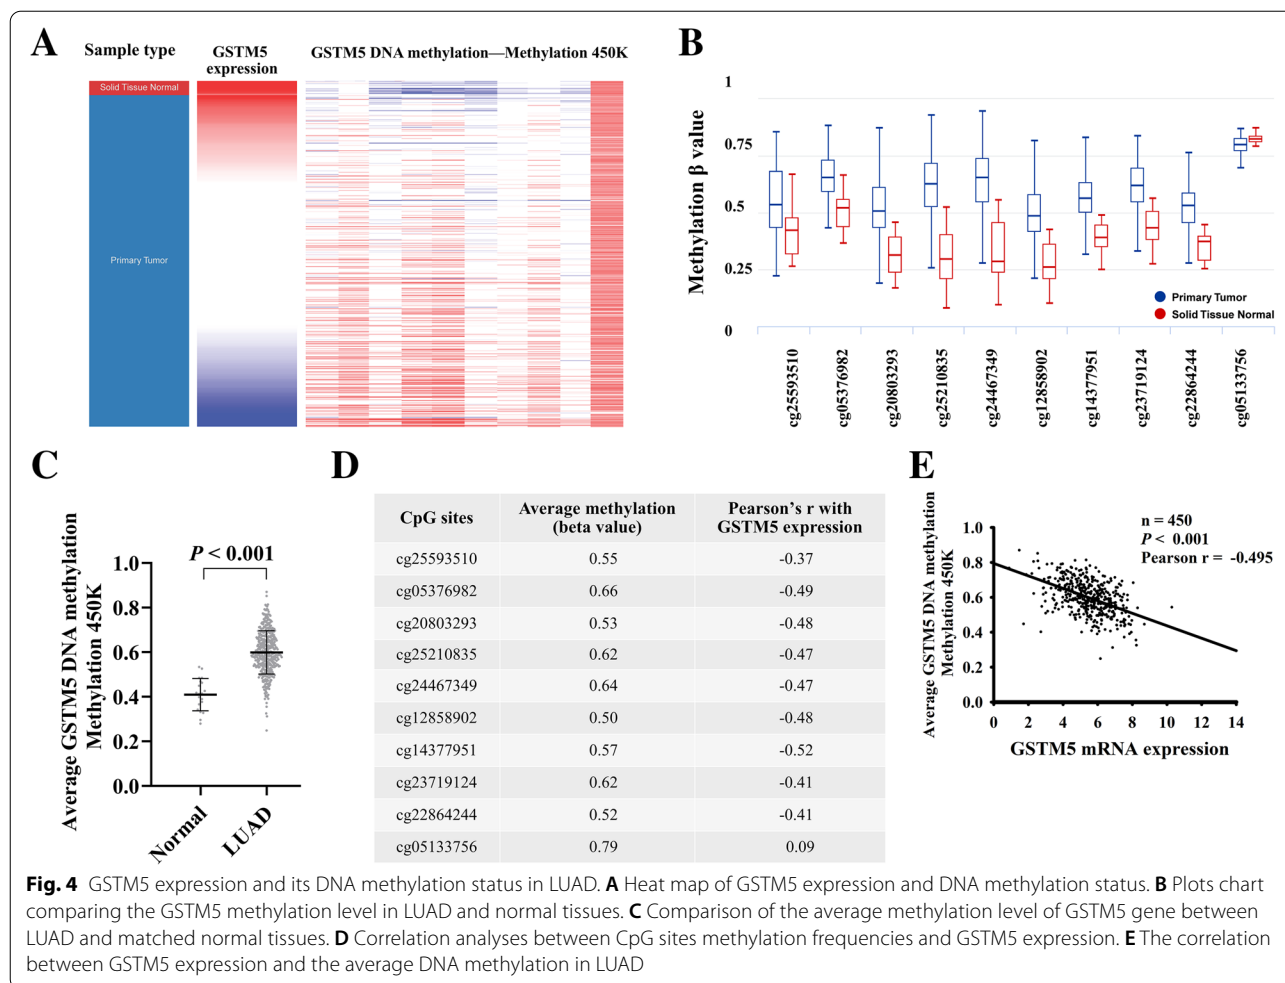 A
Sample type
GSTM5
expression
GSTM5 DNA methylation—Methylation 450K
Solid Tissue Normal
Primary Tumor
B
Methylation β value
1
0.75
0.5
0.25
0
Primary Tumor
Solid Tissue Normal
cg25593510
cg05376982
cg20803293
cg25210835
cg24467349
cg12858902
cg14377951
cg23719124
cg22864244
cg05133756
C
Average GSTM5 DNA methylation
Methylation 450K
P < 0.001
1.0
0.8
0.6
0.4
0.2
0.0
Normal
LUAD
D
CpG sites Average methylation (beta value) Pearson's r with GSTM5 expression
cg25593510 0.55 -0.37
cg05376982 0.66 -0.49
cg20803293 0.53 -0.48
cg25210835 0.62 -0.47
cg24467349 0.64 -0.47
cg12858902 0.50 -0.48
cg14377951 0.57 -0.52
cg23719124 0.62 -0.41
cg22864244 0.52 -0.41
cg05133756 0.79 0.09
E
Average GSTM5 DNA methylation
Methylation 450K
n = 450
P < 0.001
Pearson r = -0.495
1.0
0.8
0.6
0.4
0.2
0.0
0 2 4 6 8 10 12 14
GSTM5 mRNA expression
Fig. 4 GSTM5 expression and its DNA methylation status in LUAD. A Heat map of GSTM5 expression and DNA methylation status. B Plots chart
comparing the GSTM5 methylation level in LUAD and normal tissues. C Comparison of the average methylation level of GSTM5 gene between
LUAD and matched normal tissues. D Correlation analyses between CpG sites methylation frequencies and GSTM5 expression. E The correlation
between GSTM5 expression and the average DNA methylation in LUAD